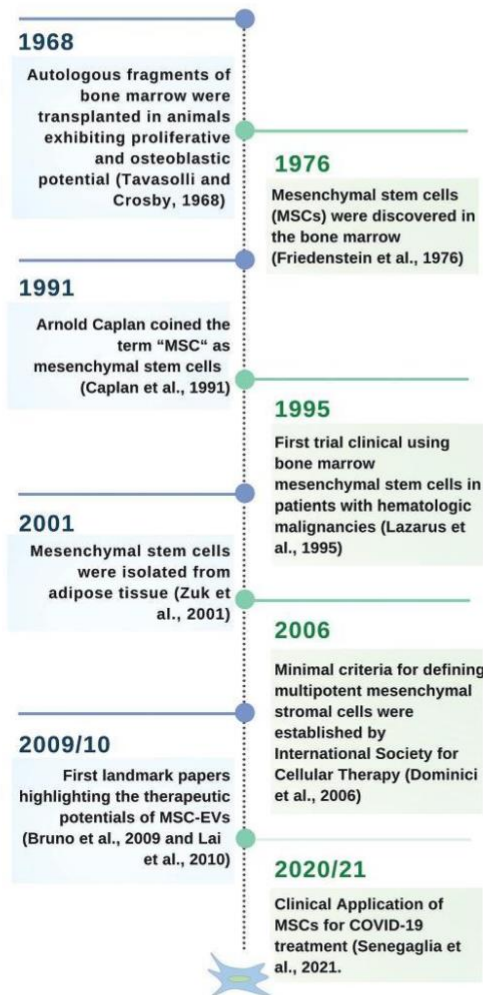 1968
Autologous fragments of
bone marrow were
transplanted in animals
exhibiting proliferative
and osteoblastic
potential (Tavasolli and
Crosby, 1968)
1976
Mesenchymal stem cells
(MSCs) were discovered in
the bone marrow
(Friedenstein et al., 1976)
1991
Arnold Caplan coined the
term “MSC“ as
mesenchymal stem cells
(Caplan et al., 1991)
1995
First trial clinical using
bone marrow
mesenchymal stem cells in
patients with hematologic
malignancies (Lazarus et
al., 1995)
2001
Mesenchymal stem cells
were isolated from
adipose tissue (Zuk et
al., 2001)
2006
Minimal criteria for defining
multipotent mesenchymal
stromal cells were
established by
International Society for
Cellular Therapy (Dominici
et al., 2006)
2009/10
First landmark papers
highlighting the therapeutic
potentials of MSC-EVs
(Bruno et al., 2009 and Lai
et al., 2010)
2020/21
Clinical Application of
MSCs for COVID-19
treatment (Senegaglia et
al., 2021.